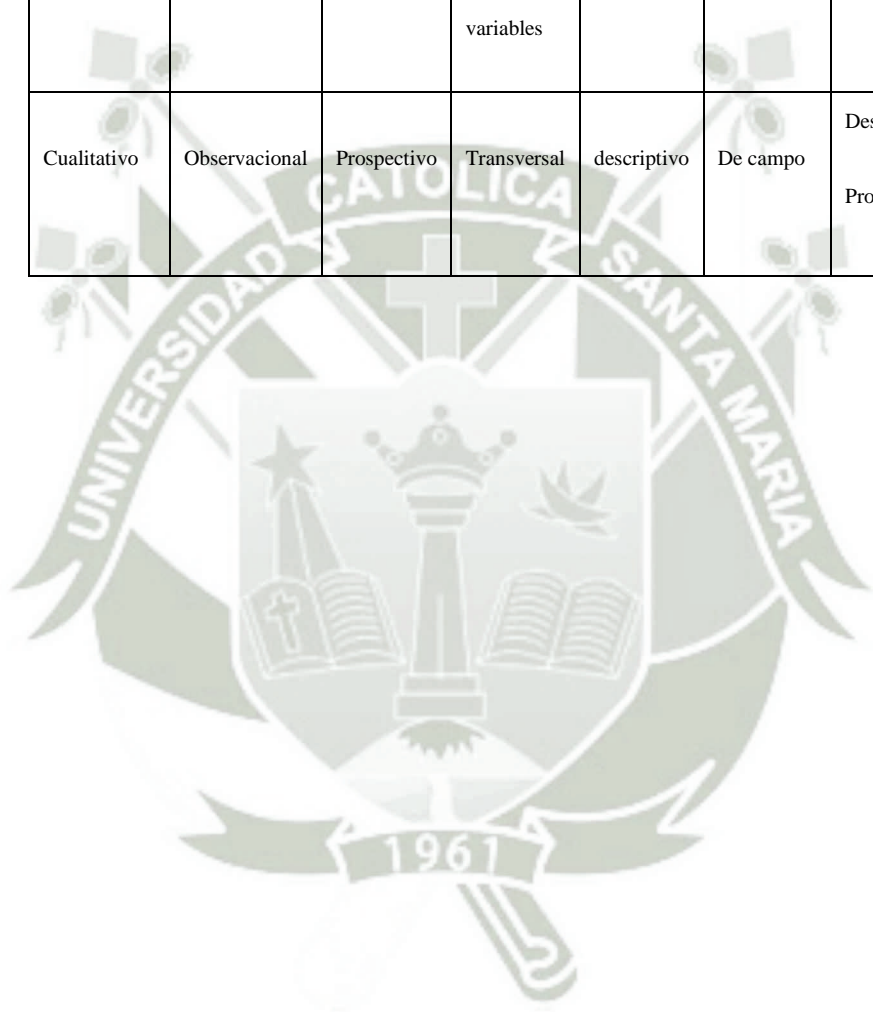 variables
Cualitativo Observacional Prospectivo Transversal descriptivo De campo
UNIVERSIDAD CATOLICA SANTA MARIA
1961